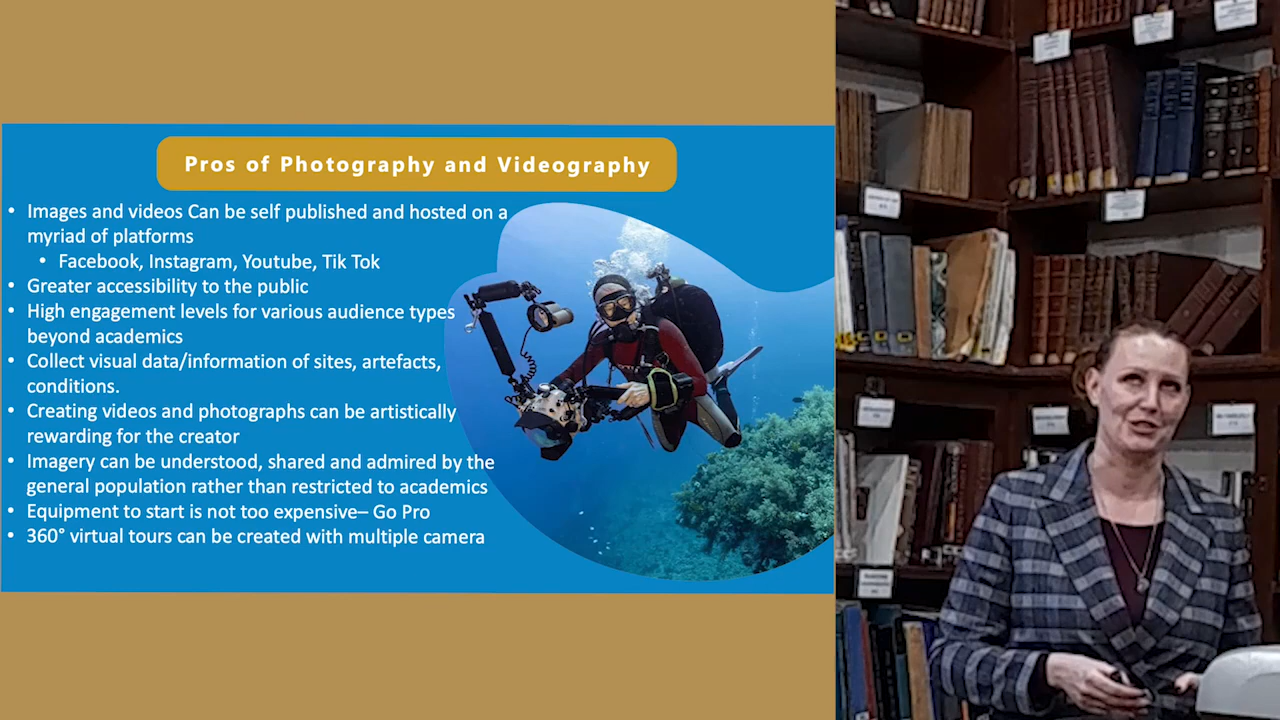 Pros of Photography and Videography
• Images and videos Can be self published and hosted on a
myriad of platforms
• Facebook, Instagram, Youtube, Tik Tok
• Greater accessibility to the public
• High engagement levels for various audience types
beyond academics
• Collect visual data/information of sites, artefacts,
conditions.
• Creating videos and photographs can be artistically
rewarding for the creator
• Imagery can be understood, shared and admired by the
general population rather than restricted to academics
• Equipment to start is not too expensive– Go Pro
• 360° virtual tours can be created with multiple camera